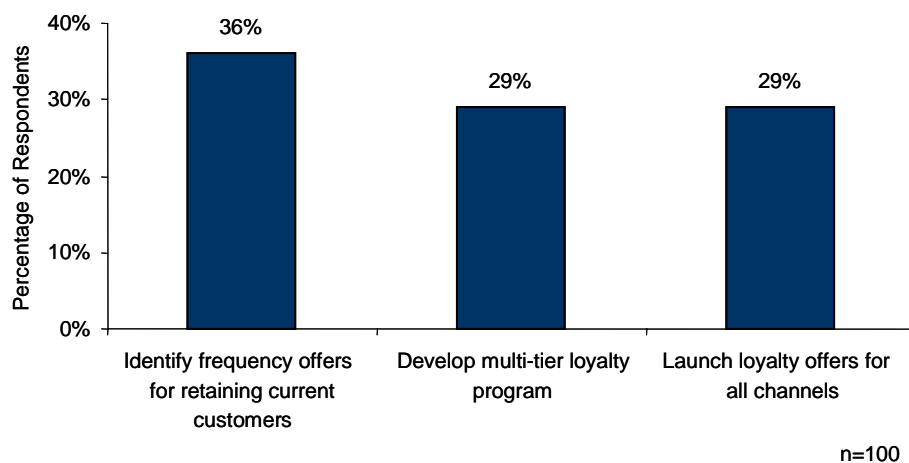 Percentage of Respondents
40%
30%
20%
10%
0%
36%
29%
29%
Identify frequency offers
for retaining current
customers
Develop multi-tier loyalty
program
Launch loyalty offers for
all channels
n=100